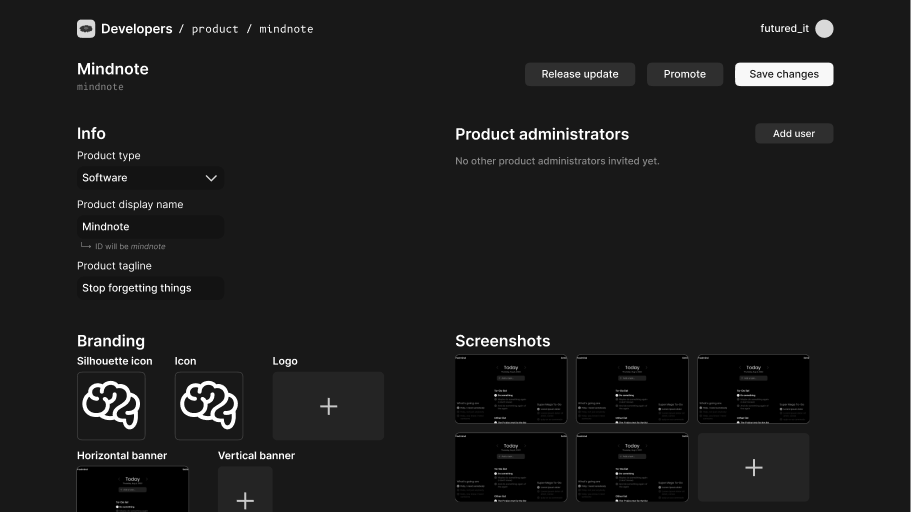 Developers / product / mindnote
futured_it
Mindnote
mindnote
Release update
Promote
Save changes
Info
Product type
Software
Product display name
Mindnote
ID will be mindnote
Product tagline
Stop forgetting things
Product administrators
Add user
No other product administrators invited yet.
Branding
Silhouette icon
Icon
Logo
Horizontal banner
Vertical banner
Today
Screenshots
Today
Today
Today
Today
Today